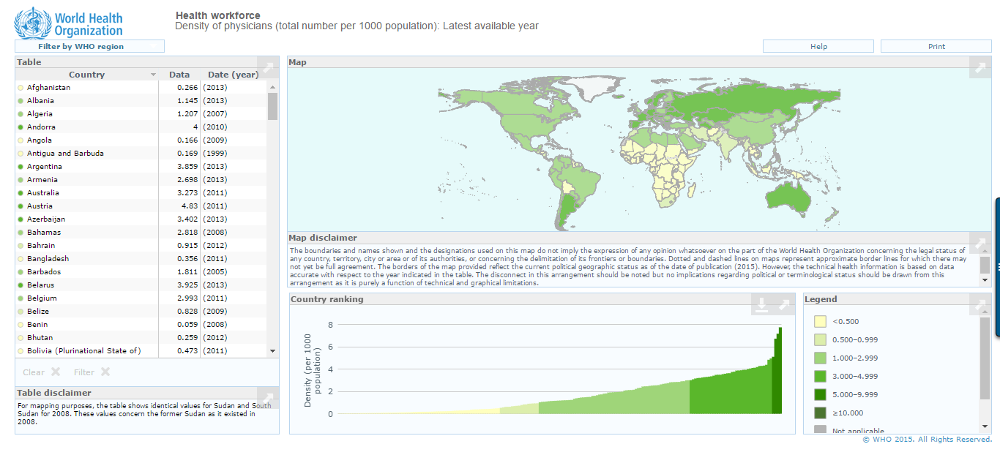 World Health
Organization
Health workforce
Density of physicians (total number per 1000 population): Latest available year
Filter by WHO region
Help
Print
Table
Country Data Date (year)
Afghanistan 0.266 (2013)
Albania 1.145 (2013)
Algeria 1.207 (2007)
Andorra 4 (2010)
Angola 0.166 (2009)
Antigua and Barbuda 0.169 (1999)
Argentina 3.859 (2013)
Armenia 2.698 (2013)
Australia 3.273 (2011)
Austria 4.83 (2011)
Azerbaijan 3.402 (2013)
Bahamas 2.818 (2008)
Bahrain 0.915 (2012)
Bangladesh 0.356 (2011)
Barbados 1.811 (2005)
Belarus 3.925 (2013)
Belgium 2.993 (2011)
Belize 0.828 (2009)
Benin 0.059 (2008)
Bhutan 0.259 (2012)
Bolivia (Plurinational State of) 0.473 (2011)
Clear Filter
Table disclaimer
For mapping purposes, the table shows identical values for Sudan and South
Sudan for 2008. These values concern the former Sudan as it existed in
2008.
Map
Map disclaimer
The boundaries and names shown and the designations used on this map do not imply the expression of any opinion whatsoever on the part of the World Health Organization concerning the legal status of
any country, territory, city or area or of its authorities, or concerning the delimitation of its frontiers or boundaries. Dotted and dashed lines on maps represent approximate border lines for which there may
not yet be full agreement. The borders of the map provided reflect the current political geographic status as of the date of publication (2015). However, the technical health information is based on data
accurate with respect to the year indicated in the table. The disconnect in this arrangement should be noted but no implications regarding political or terminological status should be drawn from this
arrangement as it is purely a function of technical and graphical limitations.
Country ranking
Density (per 1000
population)
8
6
4
2
0
Legend
<0.500
0.500–0.999
1.000–2.999
3.000–4.999
5.000–9.999
≥10.000
Not applicable
© WHO 2015. All Rights Reserved.